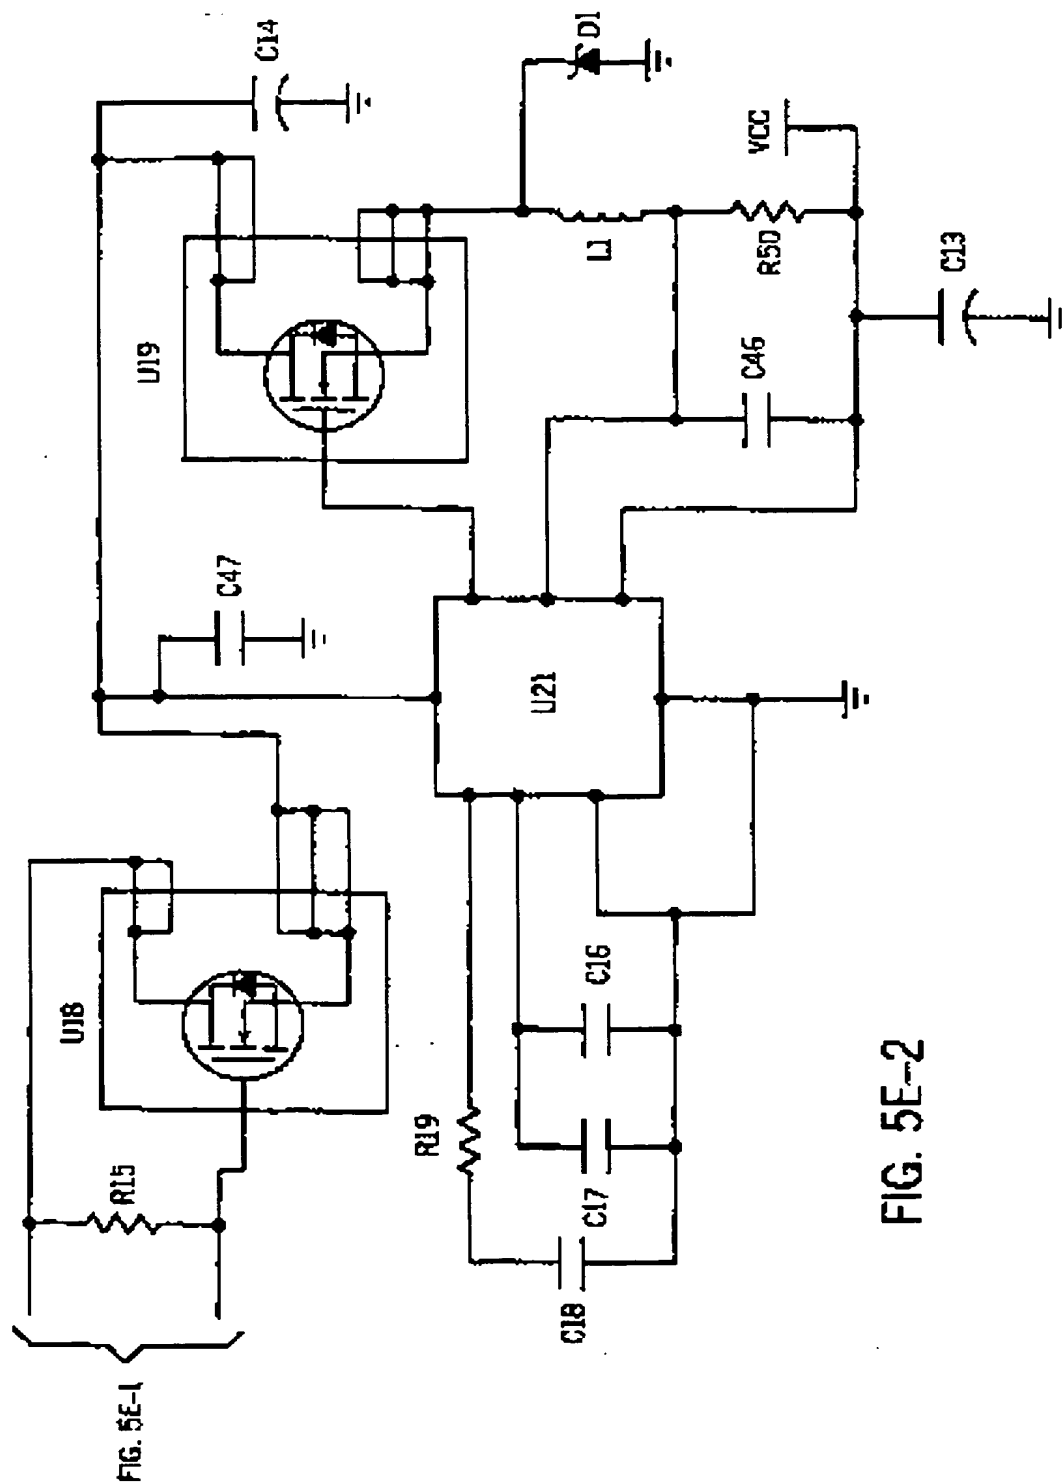 FIG. 5E-1
R15
U18
C47
U19
C14
D1
L1
R50
VCC
C13
C46
U21
R19
C16
C17
C18
FIG. 5E-2